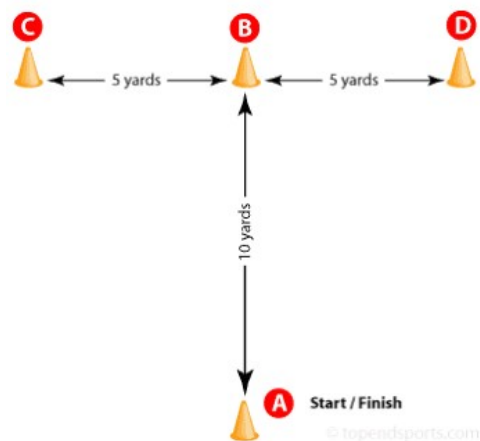 C
B
D
5 yards
5 yards
10 yards
A
Start / Finish
© topendsports.com